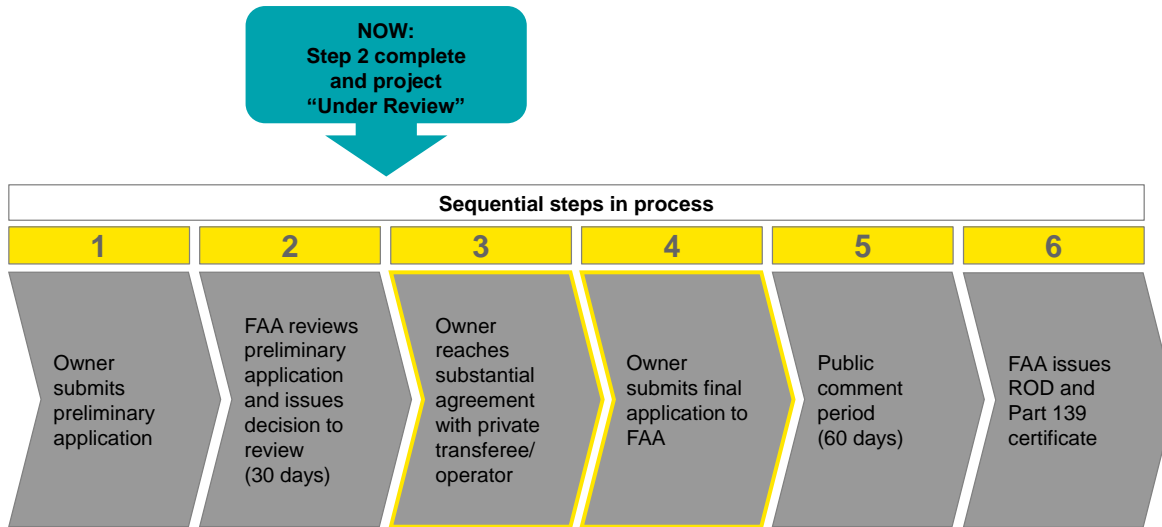 NOW:
Step 2 complete
and project
“Under Review”
Sequential steps in process
1
2
3
4
5
6
Owner
submits
preliminary
application
FAA reviews
preliminary
application
and issues
decision to
review
(30 days)
Owner
reaches
substantial
agreement
with private
transferee/
operator
Owner
submits final
application to
FAA
Public
comment
period
(60 days)
FAA issues
ROD and
Part 139
certificate